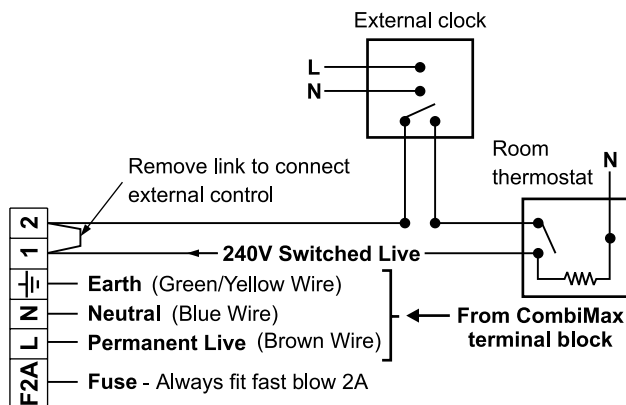 External clock
L
N
Room
thermostat
N
Remove link to connect
external control
2
1
240V Switched Live
Earth (Green/Yellow Wire)
N
Neutral (Blue Wire)
L
Permanent Live (Brown Wire)
From CombiMax
terminal block
F2A
Fuse - Always fit fast blow 2A